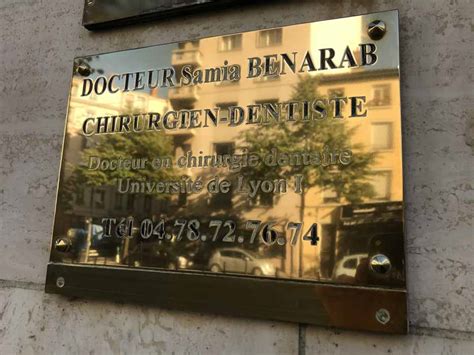 DOCTEUR Samia BENARAB
CHIRURGIEN-DENTISTE
Docteur en chirurgie dentaire
Université de Lyon I
Tél 04.78.72.76.74